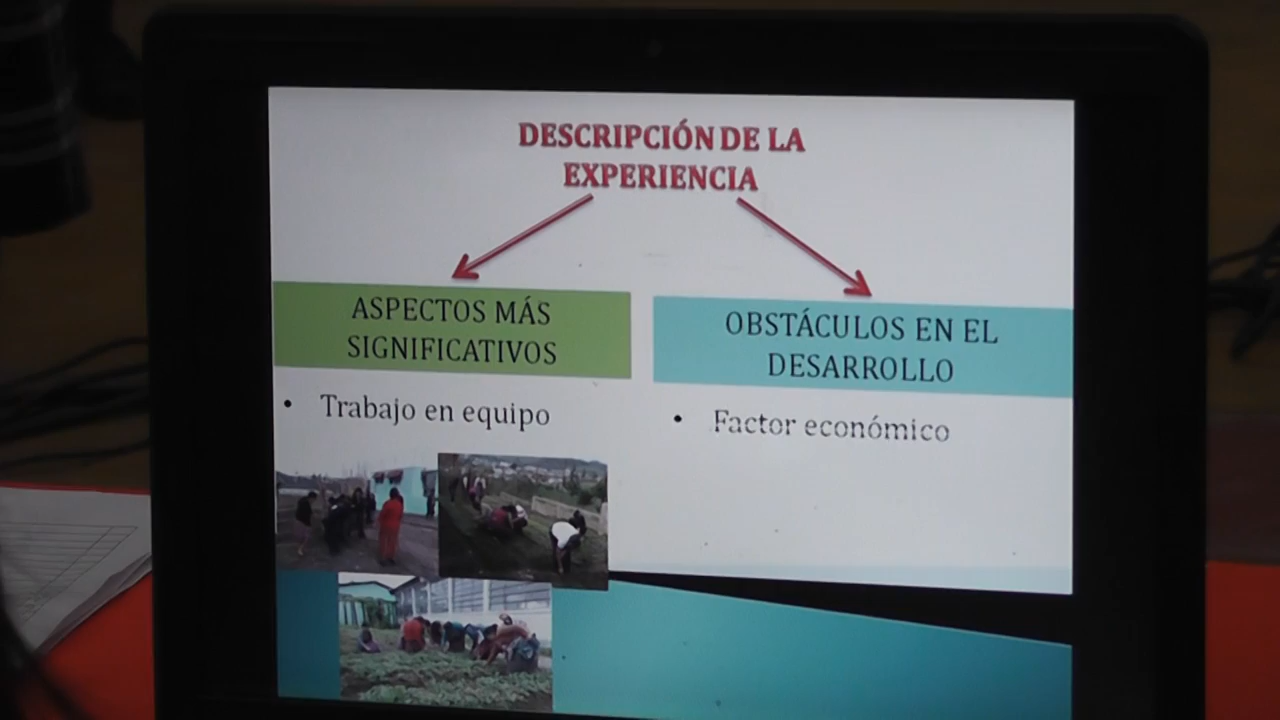 DESCRIPCIÓN DE LA
EXPERIENCIA
ASPECTOS MÁS
SIGNIFICATIVOS
OBSTÁCULOS EN EL
DESARROLLO
• Trabajo en equipo
• Factor económico